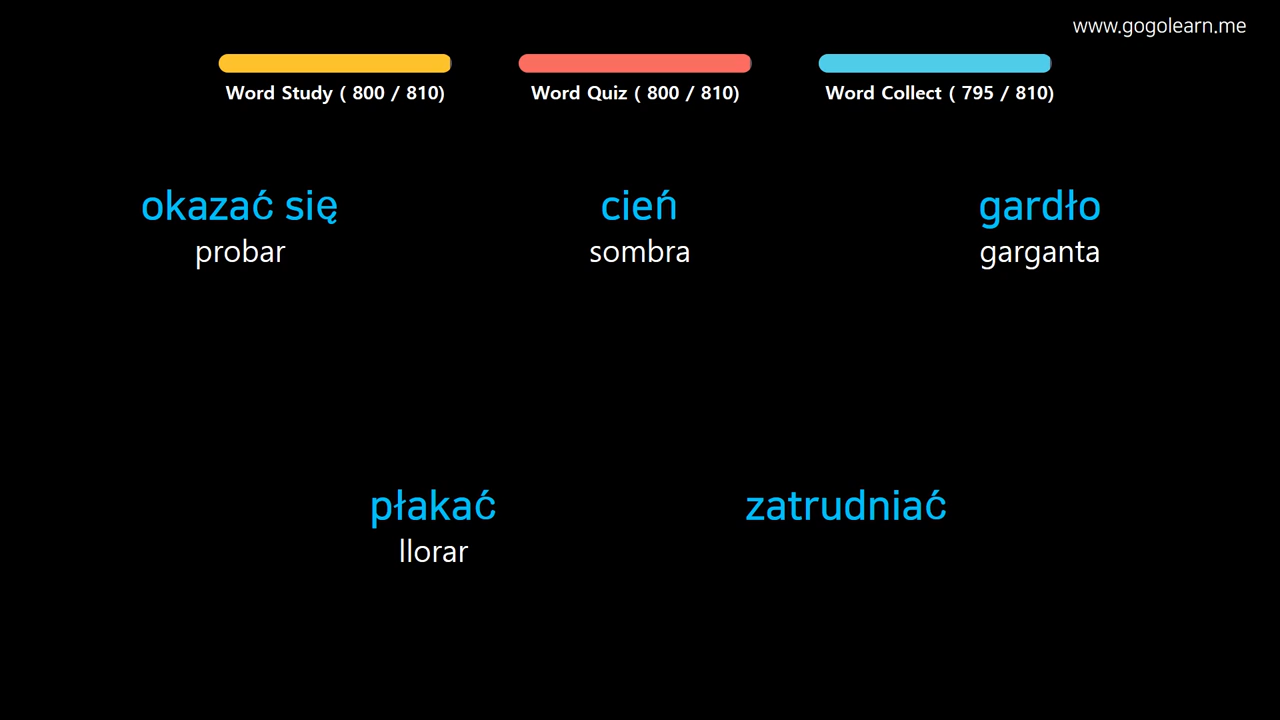 www.gogolearn.me
Word Study ( 800 / 810)
Word Quiz ( 800 / 810)
Word Collect ( 795 / 810)
okazać się
probar
cień
sombra
gardło
garganta
płakać
llorar
zatrudniać